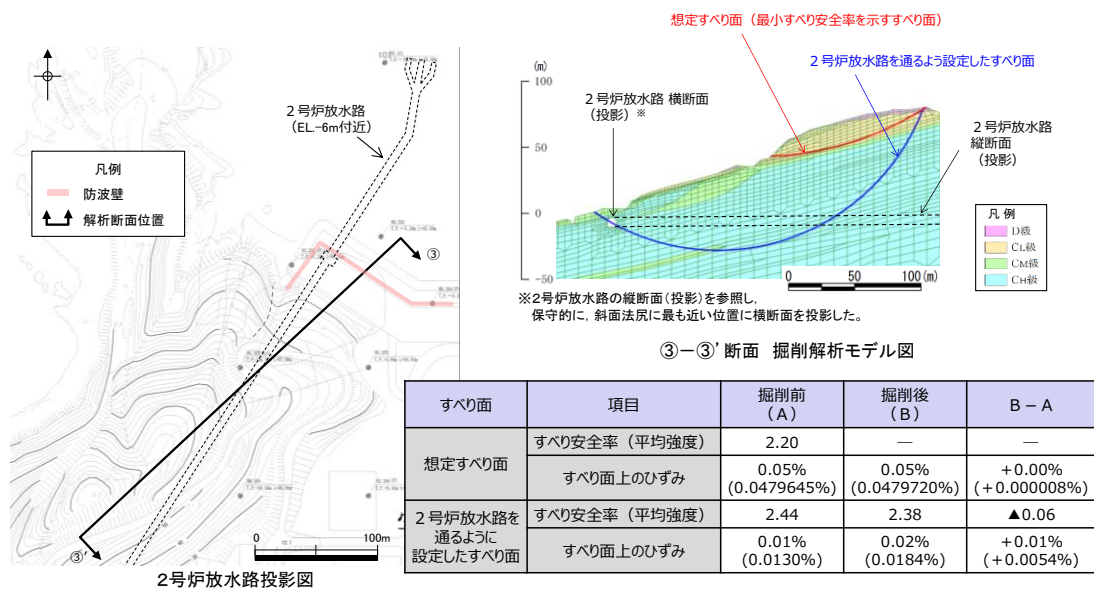 2号炉放水路
(EL.-6m付近)
凡例
防波壁
解析断面位置
③
③’
0 100m
2号炉放水路投影図
想定すべり面（最小すべり安全率を示すすべり面）
2号炉放水路を通るよう設定したすべり面
(m)
100
50
0
-50
2号炉放水路 横断面
（投影）※
2号炉放水路
縦断面
（投影）
凡 例
D級
CL級
CM級
CH級
0 50 100(m)
※2号炉放水路の縦断面（投影）を参照し，
保守的に，斜面法尻に最も近い位置に横断面を投影した。
③－③’断面 掘削解析モデル図
すべり面 項目 掘削前（A） 掘削後（B） B－A
想定すべり面 すべり安全率（平均強度） 2.20 － －
すべり面上のひずみ 0.05% 0.05% +0.00%
(0.0479645%) (0.0479720%) (+0.000008%)
2号炉放水路を通るように設定したすべり面 すべり安全率（平均強度） 2.44 2.38 ▲0.06
すべり面上のひずみ 0.01% 0.02% +0.01%
(0.0130%) (0.0184%) (+0.0054%)